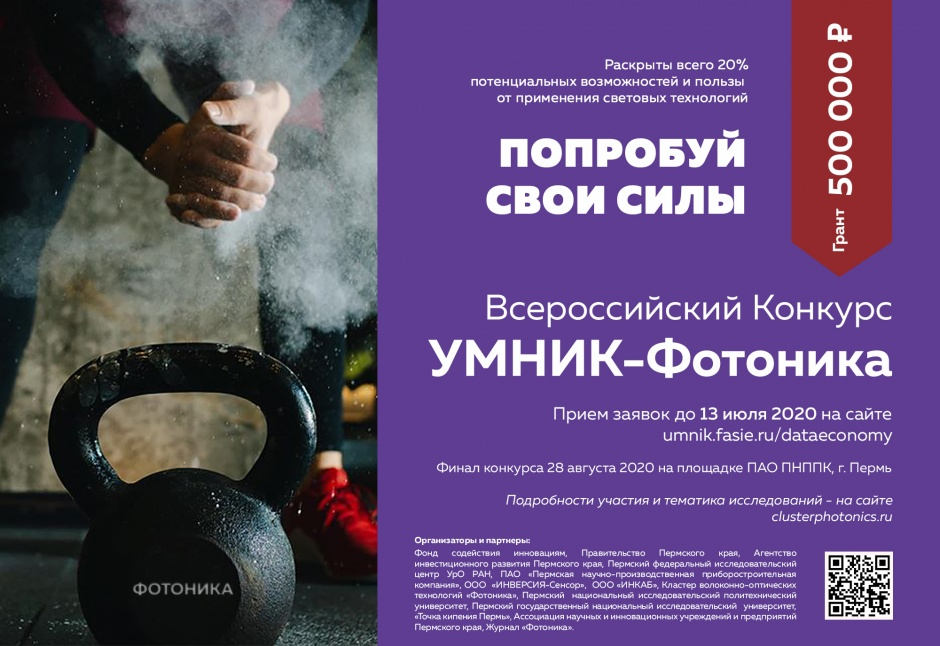 Раскрыты всего 20%
потенциальных возможностей и пользы
от применения световых технологий
ПОПРОБУЙ
СВОИ СИЛЫ
Грант 500 000 ₽
Всероссийский Конкурс
УМНИК-Фотоника
Прием заявок до 13 июля 2020 на сайте
umnik.fasie.ru/dataeconomy
Финал конкурса 28 августа 2020 на площадке ПАО ПНППК, г. Пермь
Подробности участия и тематика исследований - на сайте
clusterphotonics.ru
Организаторы и партнеры:
Фонд содействия инновациям, Правительство Пермского края, Агентство
инвестиционного развития Пермского края, Пермский федеральный исследовательский
центр УрО РАН, ПАО «Пермская научно-производственная приборостроительная
компания», ООО «ИНВЕРСИЯ-Сенсор», ООО «ИНКАБ», Кластер волоконно-оптических
технологий «Фотоника», Пермский национальный исследовательский политехнический
университет, Пермский государственный национальный исследовательский университет,
«Точка кипения Пермь», Ассоциация научных и инновационных учреждений и предприятий
Пермского края, Журнал «Фотоника».
ФОТОНИКА